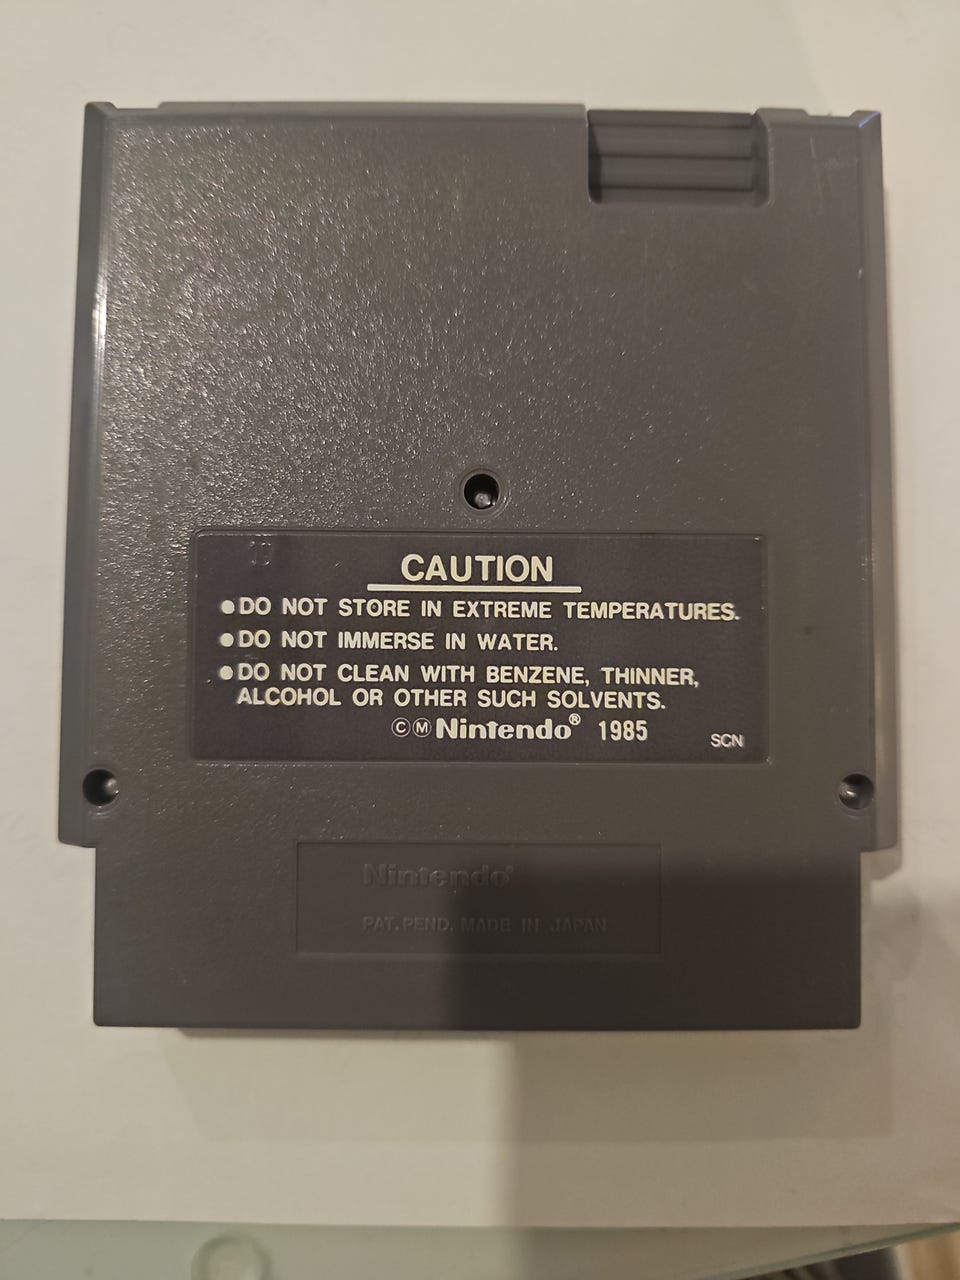 CAUTION
●DO NOT STORE IN EXTREME TEMPERATURES.
●DO NOT IMMERSE IN WATER.
●DO NOT CLEAN WITH BENZENE, THINNER,
ALCOHOL OR OTHER SUCH SOLVENTS.
ⒸⓂNintendo® 1985
SCN
Nintendo®
PAT. PEND. MADE IN JAPAN